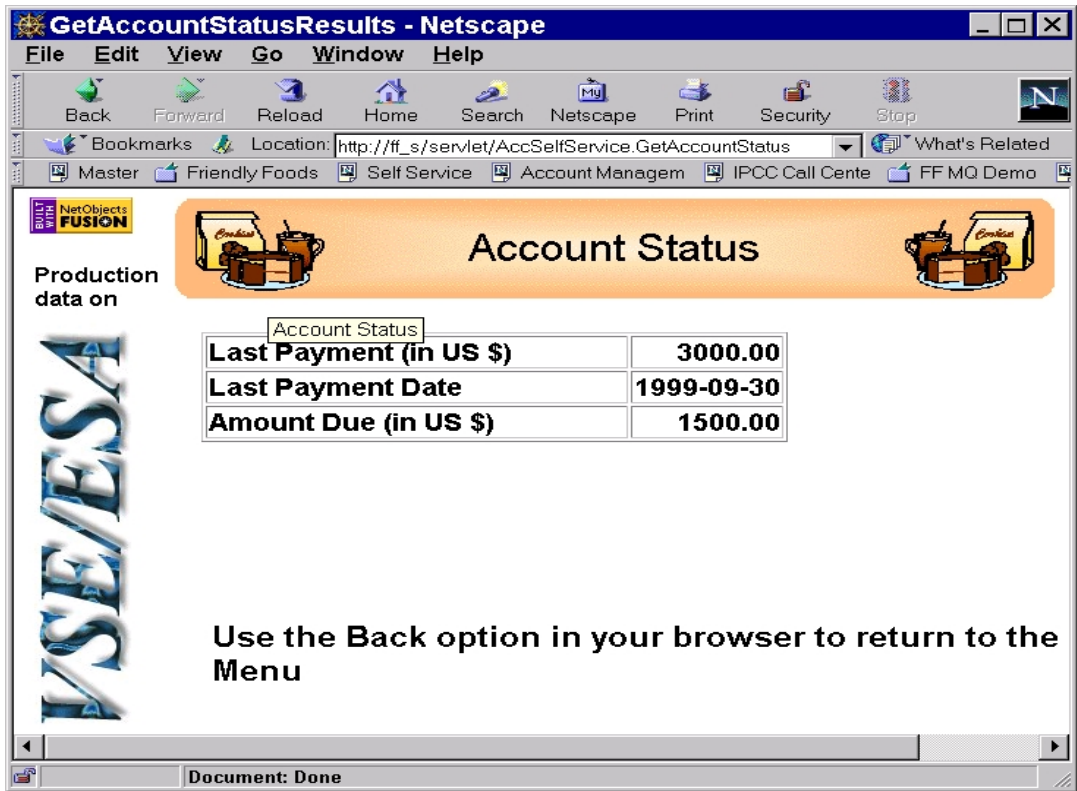 GetAccountStatusResults - Netscape
File Edit View Go Window Help
Back Forward Reload Home Search Netscape Print Security Stop
My
N
Bookmarks Location: http://ff_s/servlet/AccSelfService.GetAccountStatus What's Related
Master Friendly Foods Self Service Account Managem IPCC Call Cente FF MQ Demo
BUILT WITH NetObjects FUSION
Cookies
Account Status
Cookies
Production
data on
Account Status
Last Payment (in US $) 3000.00
Last Payment Date 1999-09-30
Amount Due (in US $) 1500.00
VSE/ESA
Use the Back option in your browser to return to the
Menu
Document: Done